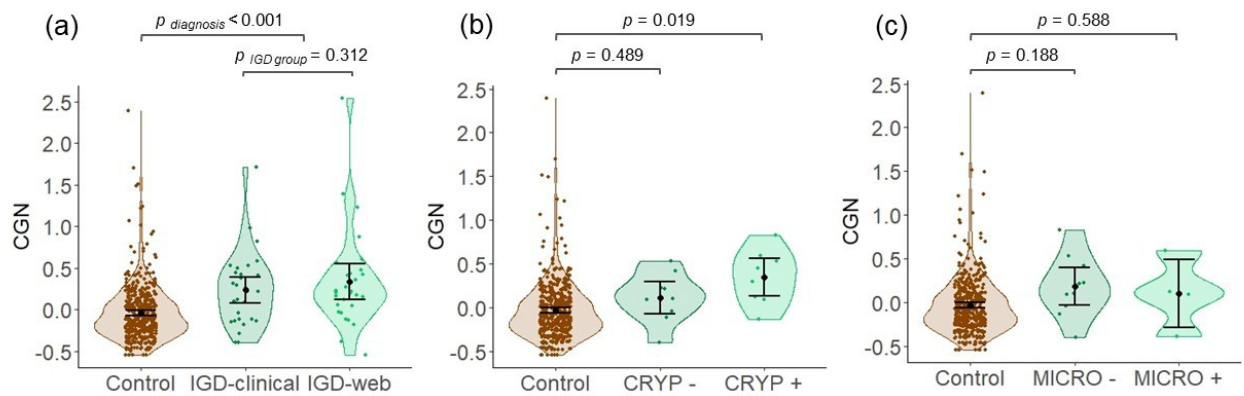 (a)
p diagnosis < 0.001
p IGD group = 0.312
CGN
2.5
2.0
1.5
1.0
0.5
0.0
-0.5
Control IGD-clinical IGD-web
(b)
p = 0.019
p = 0.489
CGN
2.5
2.0
1.5
1.0
0.5
0.0
-0.5
Control CRYP - CRYP +
(c)
p = 0.588
p = 0.188
CGN
2.5
2.0
1.5
1.0
0.5
0.0
-0.5
Control MICRO - MICRO +